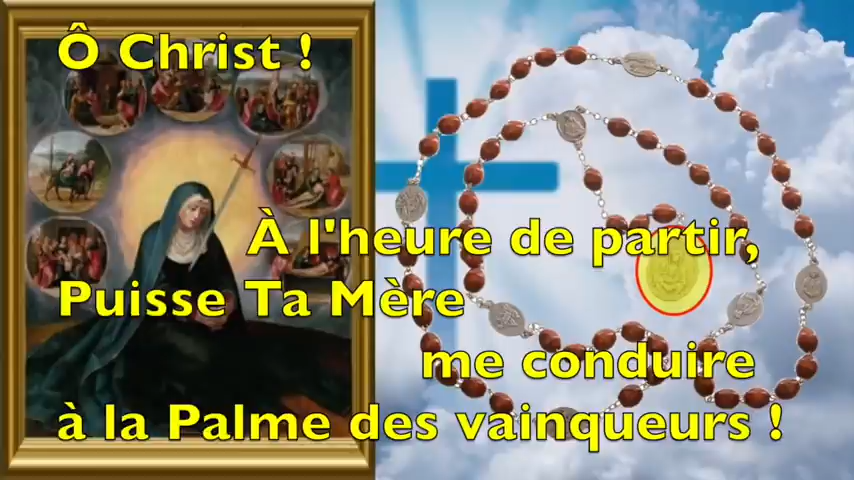 Ô Christ !
À l'heure de partir,
Puisse Ta Mère
me conduire
à la Palme des vainqueurs !